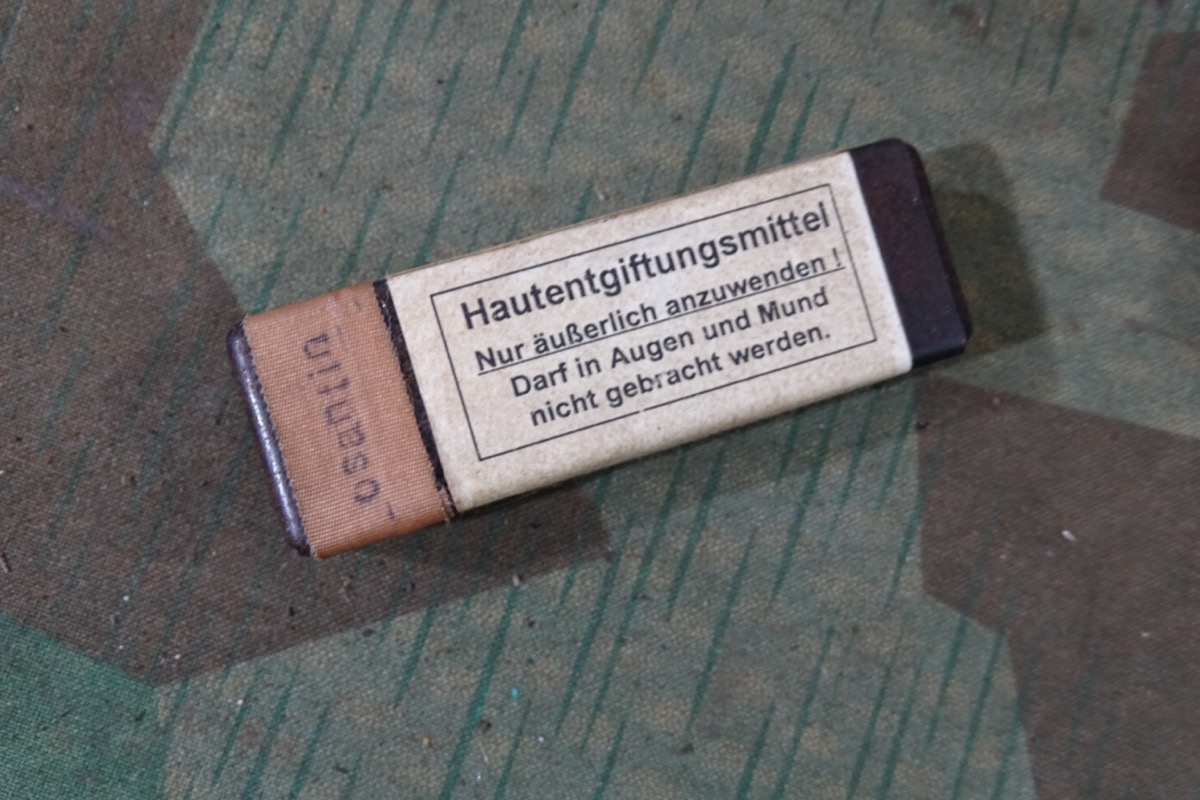 Hautentgiftungsmittel
Nur äußerlich anzuwenden !
Darf in Augen und Mund
nicht gebracht werden.